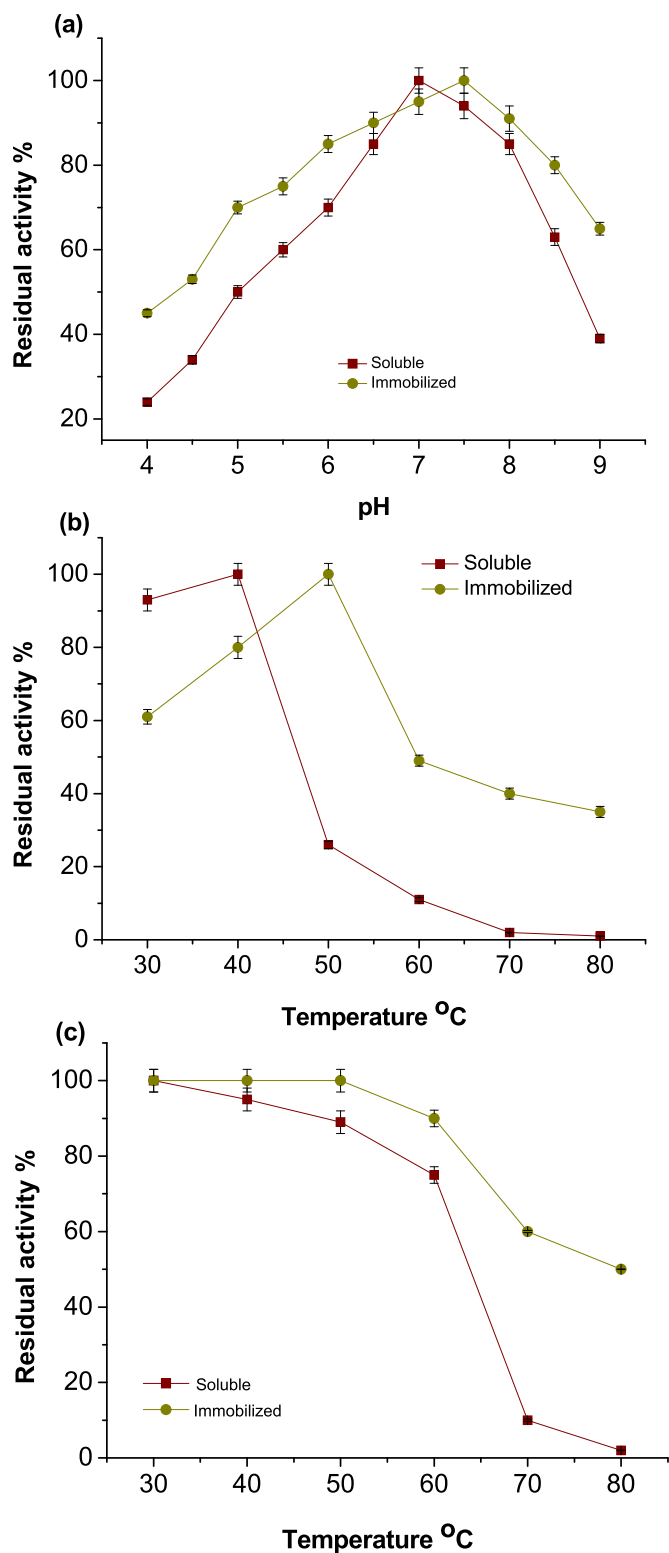 (a)
100
80
60
40
20
Residual activity %
Soluble
Immobilized
4 5 6 7 8 9
pH
(b)
100
80
60
40
20
0
Residual activity %
Soluble
Immobilized
30 40 50 60 70 80
Temperature ºC
(c)
100
80
60
40
20
0
Residual activity %
Soluble
Immobilized
30 40 50 60 70 80
Temperature ºC